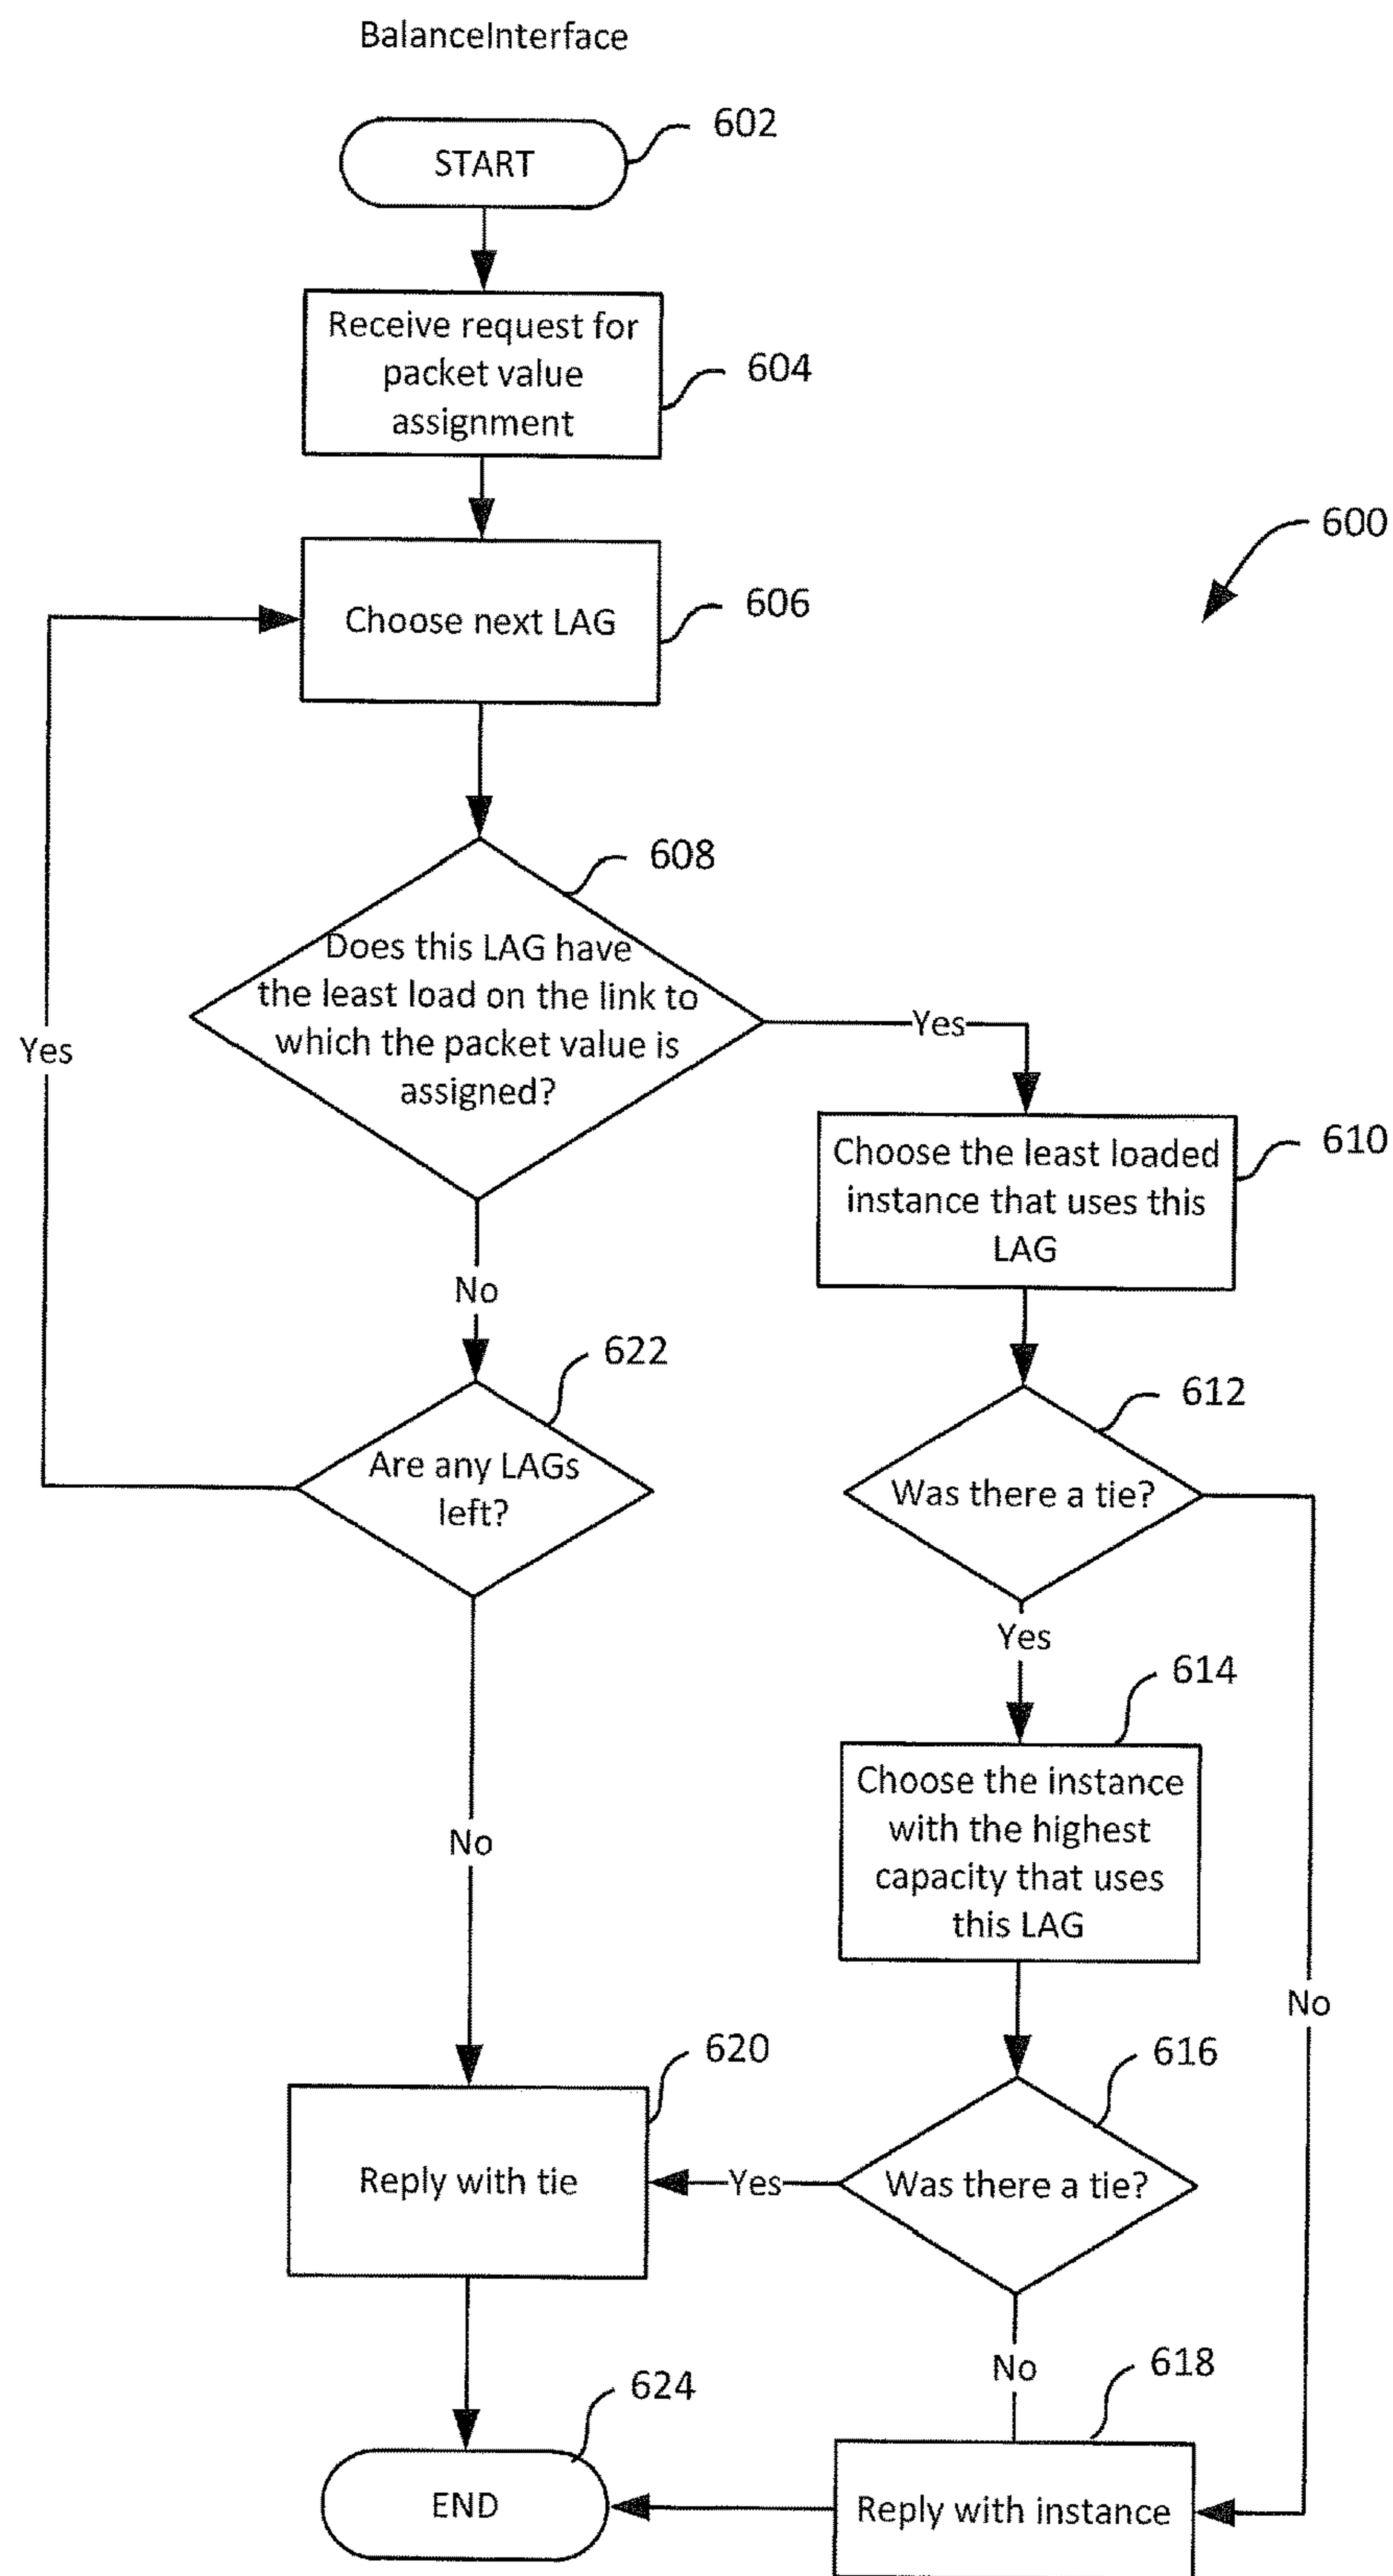 BalanceInterface
602
START
Receive request for
packet value
assignment
604
600
Choose next LAG
606
608
Does this LAG have
the least load on the link to
which the packet value is
assigned?
Yes
Yes
Choose the least loaded
instance that uses this
LAG
610
No
622
Are any LAGs
left?
612
Was there a tie?
Yes
614
Choose the instance
with the highest
capacity that uses
this LAG
No
No
620
Reply with tie
616
Was there a tie?
Yes
No
618
Reply with instance
624
END